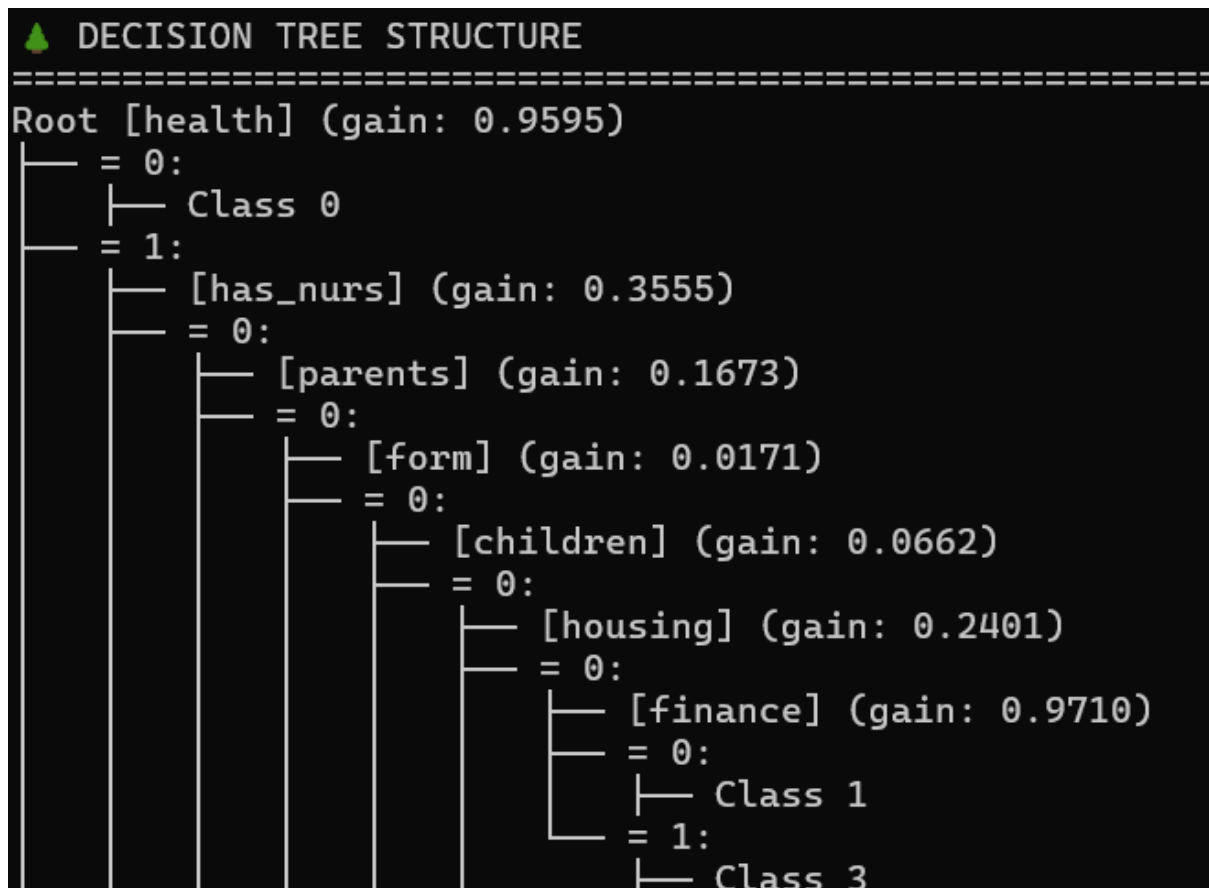 🌲 DECISION TREE STRUCTURE
======================================================
Root [health] (gain: 0.9595)
├── = 0:
│   ├── Class 0
├── = 1:
│   ├── [has_nurs] (gain: 0.3555)
│   ├── = 0:
│   │   ├── [parents] (gain: 0.1673)
│   │   ├── = 0:
│   │   │   ├── [form] (gain: 0.0171)
│   │   │   ├── = 0:
│   │   │   │   ├── [children] (gain: 0.0662)
│   │   │   │   ├── = 0:
│   │   │   │   │   ├── [housing] (gain: 0.2401)
│   │   │   │   │   ├── = 0:
│   │   │   │   │   │   ├── [finance] (gain: 0.9710)
│   │   │   │   │   │   ├── = 0:
│   │   │   │   │   │   │   ├── Class 1
│   │   │   │   │   │   └── = 1:
│   │   │   │   │   │       ├── Class 3